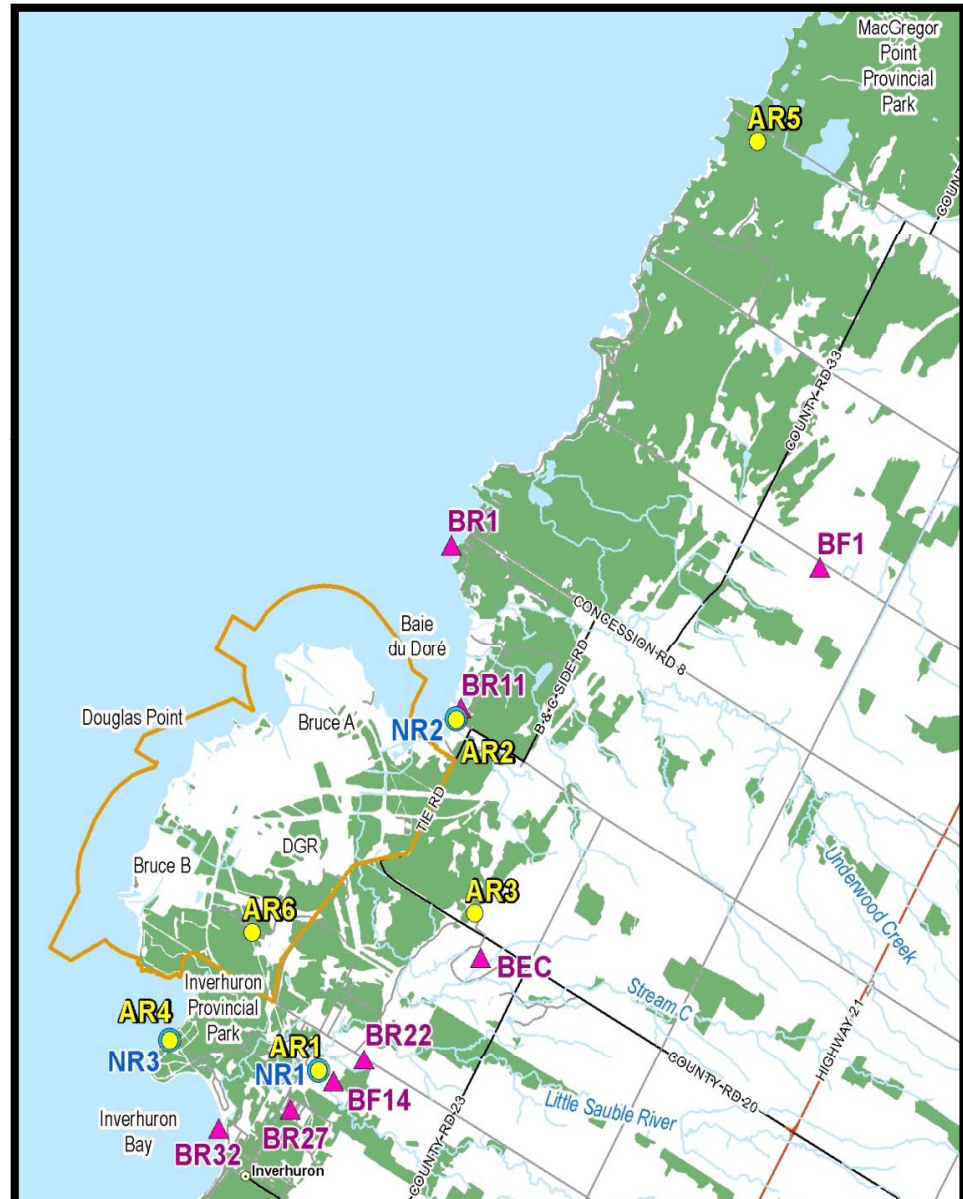 MacGregor
Point
Provincial
Park
AR5
COUNTY
COUNTY RD 33
BR1
BF1
CONCESSION RD 8
Baie
du Doré
B & C SIDE RD
BR11
Douglas Point
Bruce A
NR2
AR2
TIE RD
DGR
Bruce B
Underwood Creek
AR3
AR6
BEC
Stream C
HIGHWAY 21
Inverhuron
Provincial
Park
AR4
NR3
AR1
NR1
BR22
BF14
COUNTY RD 20
Little Sauble River
COUNTY RD 23
Inverhuron
Bay
BR32
BR27
Inverhuron